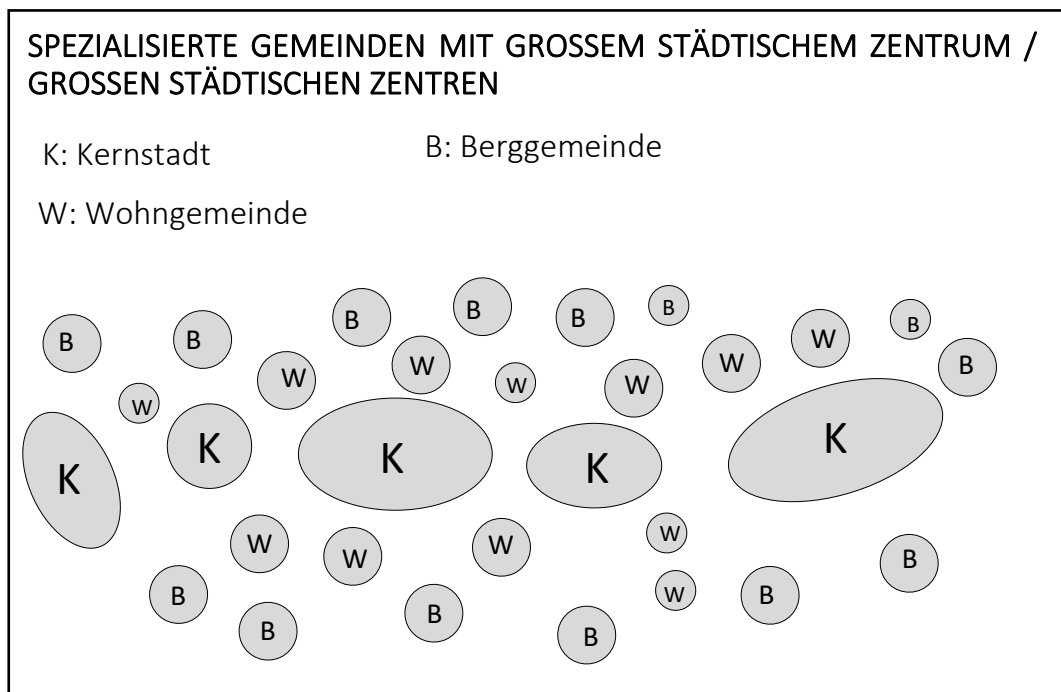 SPEZIALISIERTE GEMEINDEN MIT GROSSEM STÄDTISCHEM ZENTRUM /
GROSSEN STÄDTISCHEN ZENTREN
K: Kernstadt
B: Berggemeinde
W: Wohngemeinde
B
B
B
B
B
B
B
B
W
W
W
W
W
W
W
W
K
K
K
K
K
W
W
W
W
W
B
B
B
B
B
B